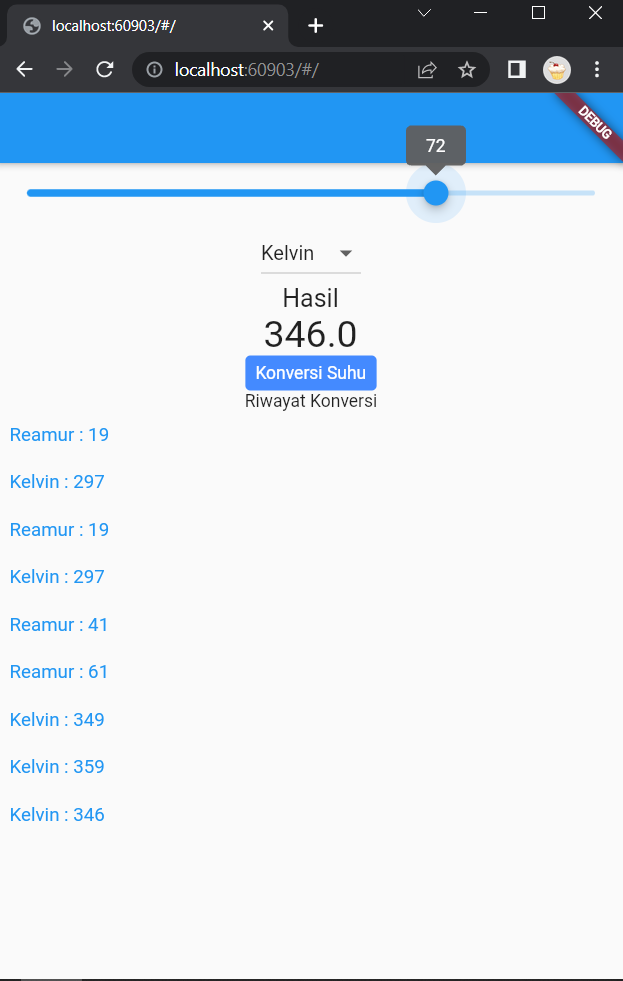 localhost:60903/#/
localhost:60903/#/
DEBUG
72
Kelvin
Hasil
346.0
Konversi Suhu
Riwayat Konversi
Reamur : 19
Kelvin : 297
Reamur : 19
Kelvin : 297
Reamur : 41
Reamur : 61
Kelvin : 349
Kelvin : 359
Kelvin : 346